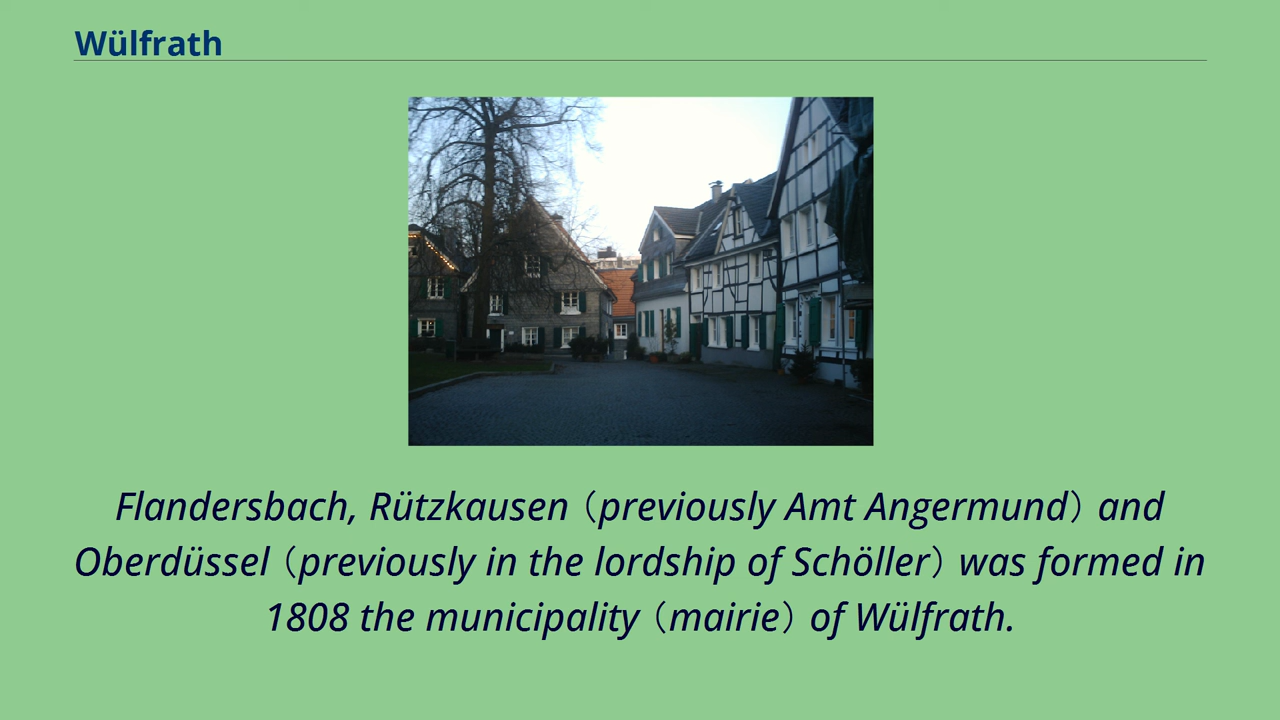 Wülfrath
Flandersbach, Rützkausen (previously Amt Angermund) and
Oberdüssel (previously in the lordship of Schöller) was formed in
1808 the municipality (mairie) of Wülfrath.